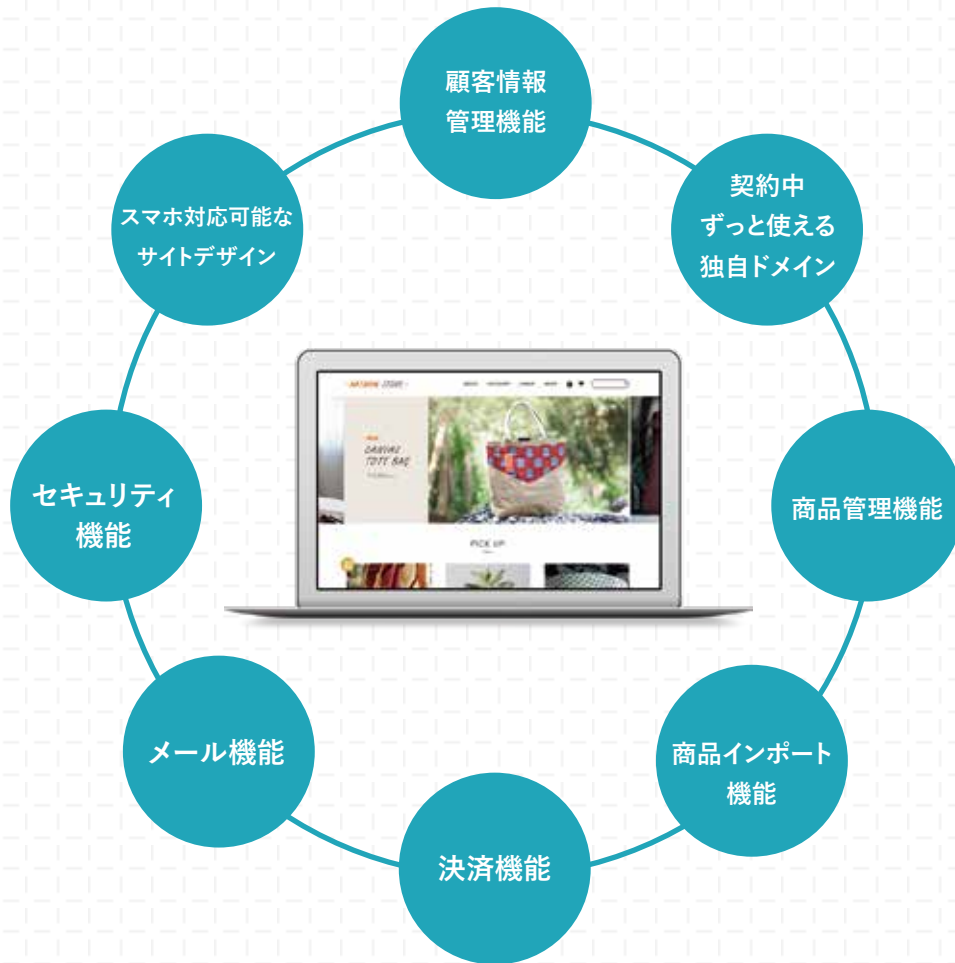 顧客情報
管理機能
契約中
ずっと使える
独自ドメイン
商品管理機能
商品インポート
機能
決済機能
メール機能
セキュリティ
機能
スマホ対応可能な
サイトデザイン
CANVAS
TOTE BAG
PICK UP